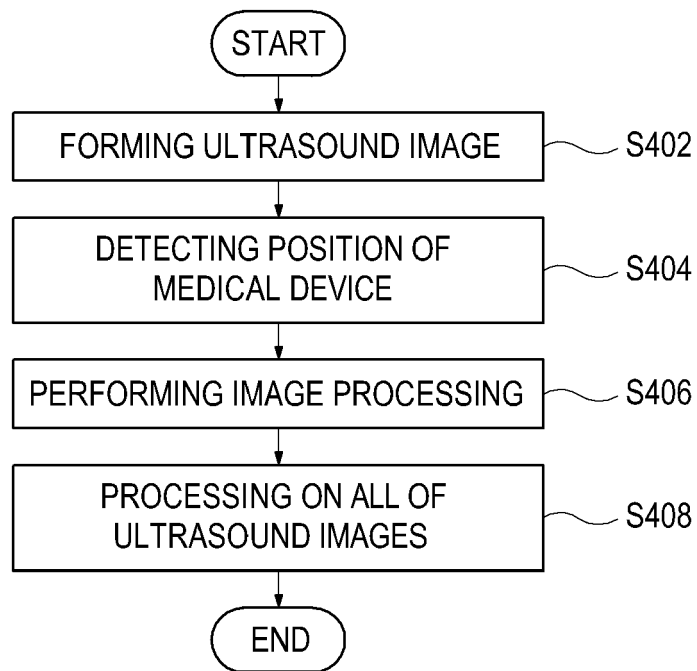 START
FORMING ULTRASOUND IMAGE
S402
DETECTING POSITION OF
MEDICAL DEVICE
S404
PERFORMING IMAGE PROCESSING
S406
PROCESSING ON ALL OF
ULTRASOUND IMAGES
S408
END